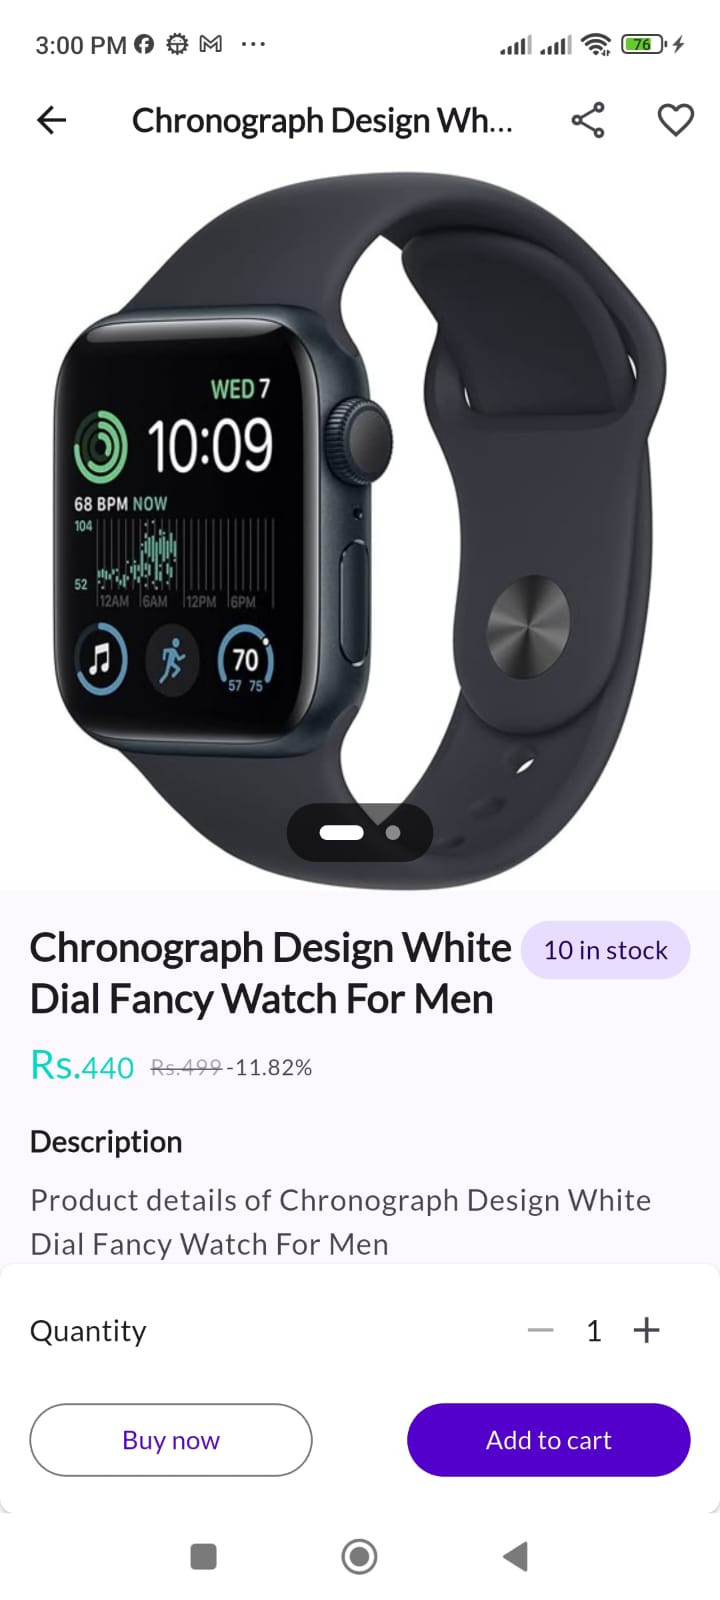 3:00 PM
76
Chronograph Design Wh...
WED 7
10:09
68 BPM NOW
104
52
12AM 6AM 12PM 6PM
70
57 75
Chronograph Design White
10 in stock
Dial Fancy Watch For Men
Rs.440 Rs.499 -11.82%
Description
Product details of Chronograph Design White
Dial Fancy Watch For Men
Quantity
1
Buy now
Add to cart